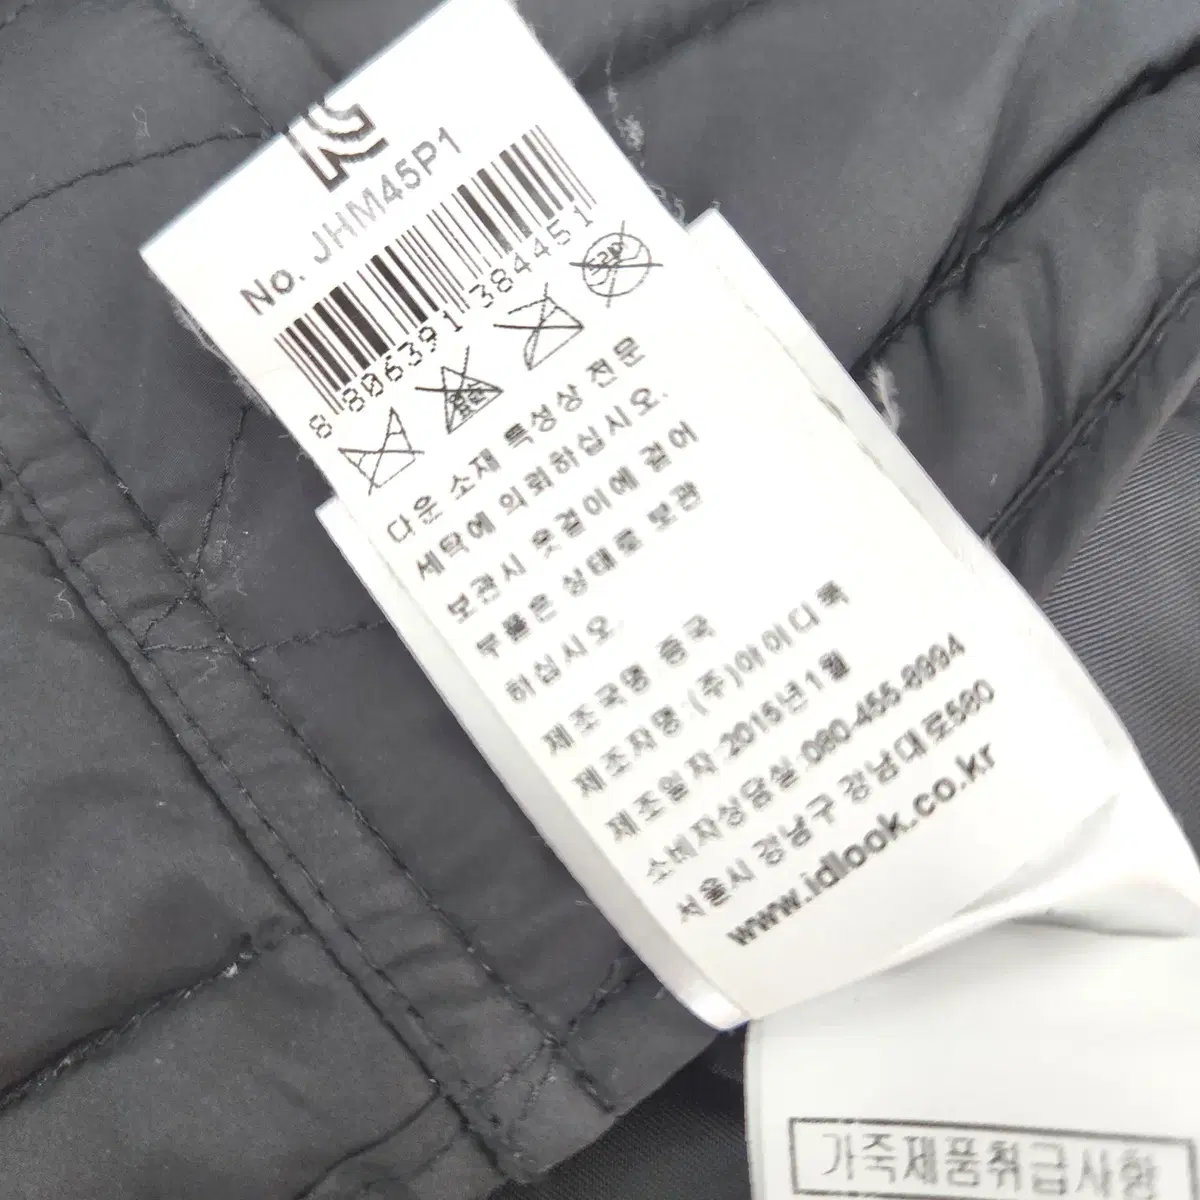 No. JHM45P1
8 806391 384451
다운 소재 특성상 전문
세탁에 의뢰하십시오.
보관시 옷걸이에 걸어
부풀은 상태를 보관
하십시오.
제조국명:중국
제조자명:(주)아이디룩
제조일자:2015년1월
소비자상담실:080-455-8994
서울시 강남구 강남대로580
www.idlook.co.kr
가죽제품취급사항